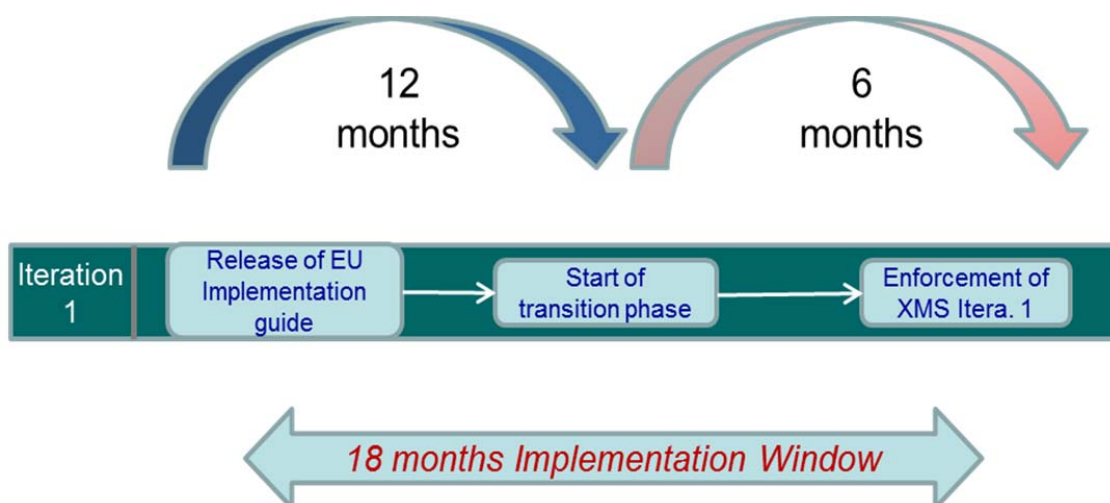 12
months
6
months
Iteration
1
Release of EU
Implementation
guide
Start of
transition phase
Enforcement of
XMS Itera. 1
18 months Implementation Window